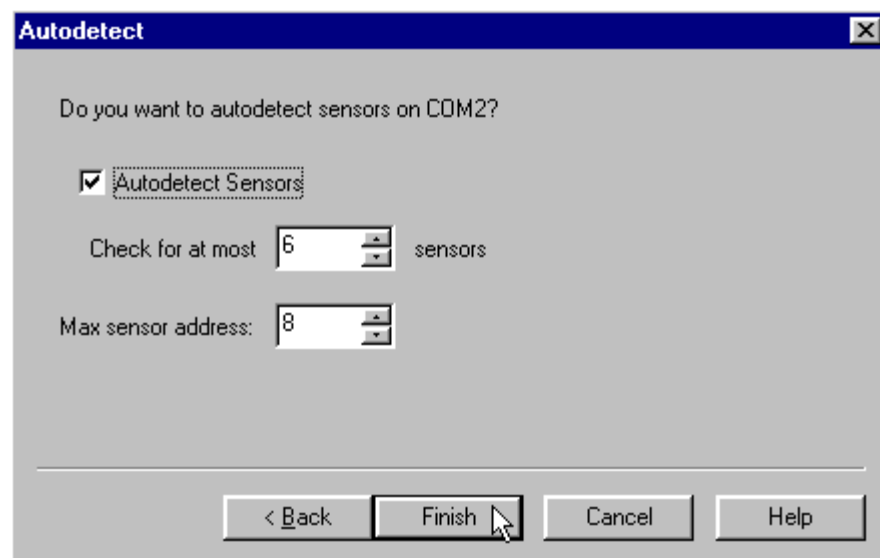 Autodetect
Do you want to autodetect sensors on COM2?
Autodetect Sensors
Check for at most 6 sensors
Max sensor address: 8
< Back Finish Cancel Help